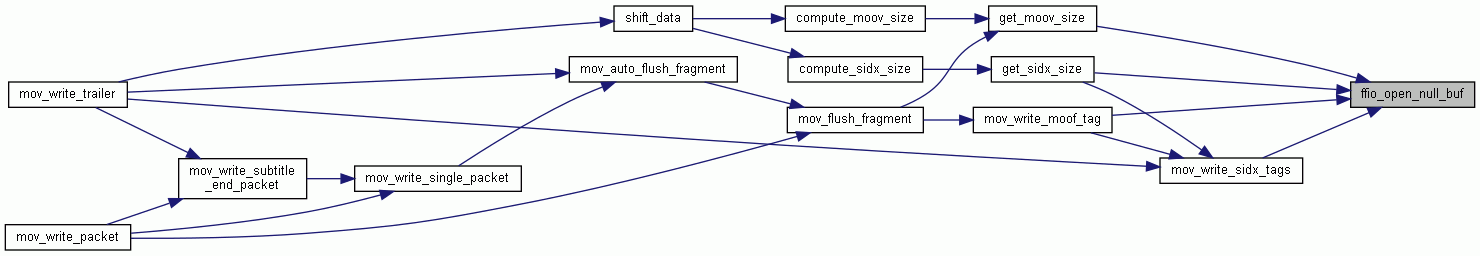 shift_data
compute_moov_size
get_moov_size
mov_auto_flush_fragment
compute_sidx_size
get_sidx_size
mov_write_trailer
ffio_open_null_buf
mov_flush_fragment
mov_write_moof_tag
mov_write_subtitle
_end_packet
mov_write_single_packet
mov_write_sidx_tags
mov_write_packet